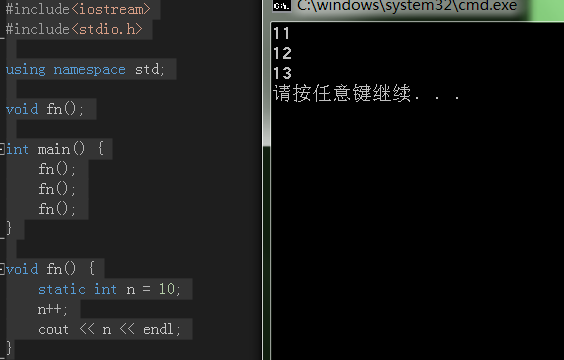 #include<iostream>
#include<stdio.h>
using namespace std;
void fn();
int main() {
fn();
fn();
fn();
}
void fn() {
static int n = 10;
n++;
cout << n << endl;
}
C:\windows\system32\cmd.exe
11
12
13
请按任意键继续. . .